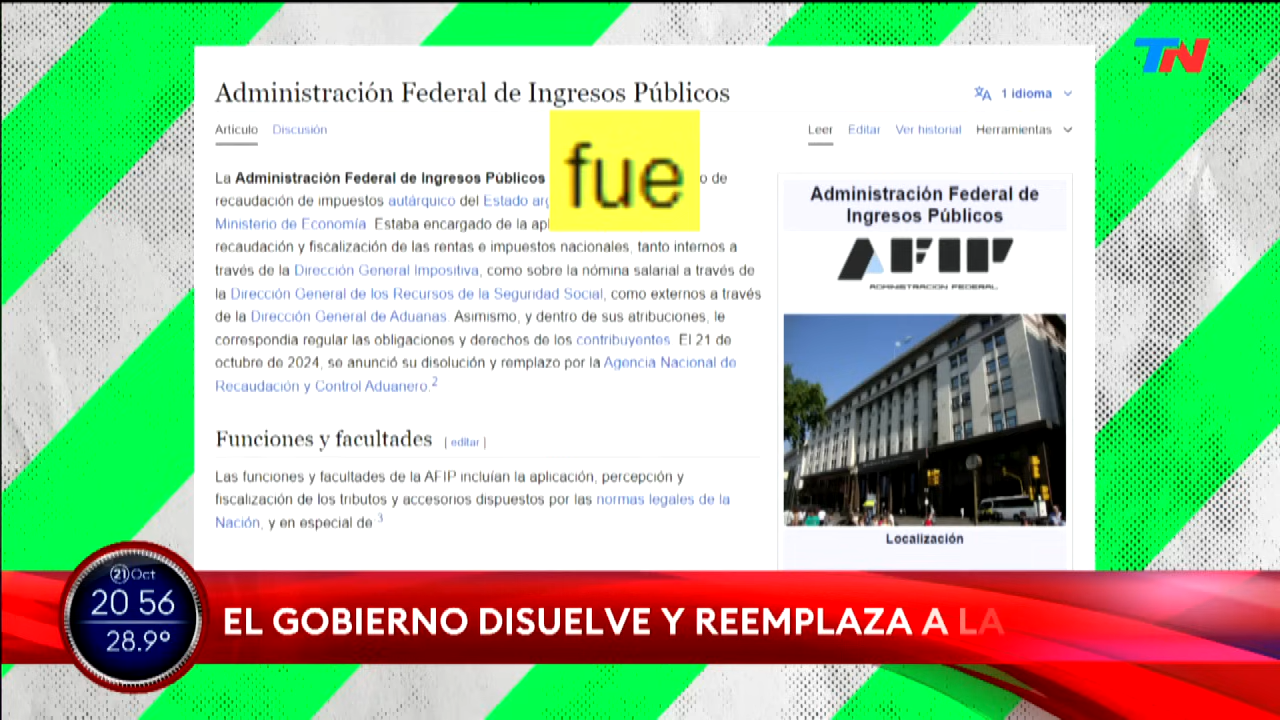 TN
Administración Federal de Ingresos Públicos
1 idioma
Artículo Discusión
Leer Editar Ver historial Herramientas
La Administración Federal de Ingresos Públicos fue o de
recaudación de impuestos autárquico del Estado
Ministerio de Economía Estaba encargado de la
recaudación y fiscalización de las rentas e impuestos nacionales, tanto internos a
través de la Dirección General Impositiva, como sobre la nómina salarial a través de
la Dirección General de los Recursos de la Seguridad Social, como externos a través
de la Dirección General de Aduanas. Asimismo, y dentro de sus atribuciones, le
correspondia regular las obligaciones y derechos de los contribuyentes. El 21 de
octubre de 2024, se anunció su disolución y remplazo por la Agencia Nacional de
Recaudación y Control Aduanero.2
Funciones y facultades [ editar ]
Las funciones y facultades de la AFIP incluían la aplicación, percepción y
fiscalización de los tributos y accesorios dispuestos por las normas legales de la
Nación, y en especial de 3
Administración Federal de
Ingresos Públicos
AFIP
ADMINISTRACION FEDERAL
Localización
21 Oct
20 56
28.9º
EL GOBIERNO DISUELVE Y REEMPLAZA A LA